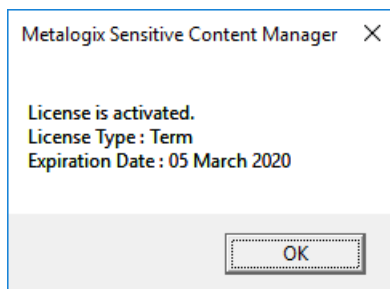 Metalogix Sensitive Content Manager
License is activated.
License Type : Term
Expiration Date : 05 March 2020
OK